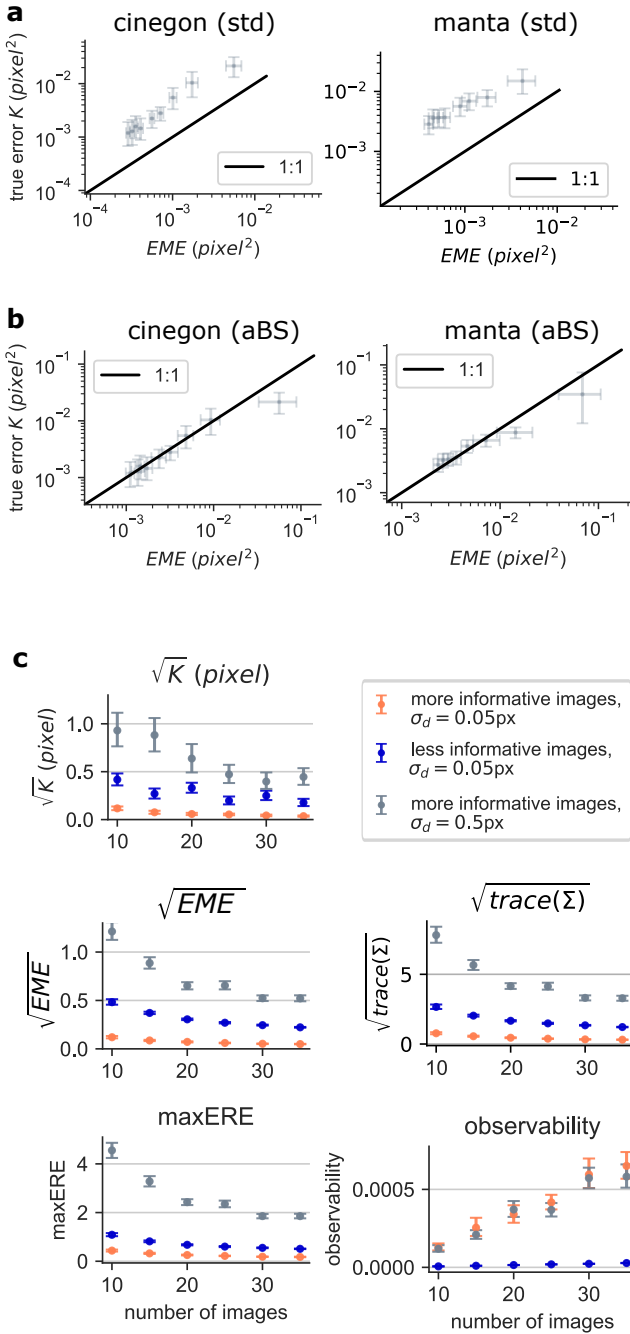 a
cinegon (std)
manta (std)
true error K (pixel²)
10⁻²
10⁻³
10⁻⁴
1:1
10⁻⁴
10⁻³
10⁻²
EME (pixel²)
10⁻²
10⁻³
1:1
10⁻³
10⁻²
EME (pixel²)
b
cinegon (aBS)
manta (aBS)
true error K (pixel²)
10⁻¹
10⁻²
10⁻³
1:1
10⁻³
10⁻²
10⁻¹
EME (pixel²)
10⁻¹
10⁻²
10⁻³
1:1
10⁻³
10⁻²
10⁻¹
EME (pixel²)
c
√K (pixel)
√K (pixel)
1.0
0.5
0.0
10
20
30
more informative images,
σ_d = 0.05px
less informative images,
σ_d = 0.05px
more informative images,
σ_d = 0.5px
√EME
√EME
1.0
0.5
0.0
10
20
30
√trace(Σ)
√trace(Σ)
5
0
10
20
30
maxERE
maxERE
4
2
0
10
20
30
number of images
observability
observability
0.0005
0.0000
10
20
30
number of images